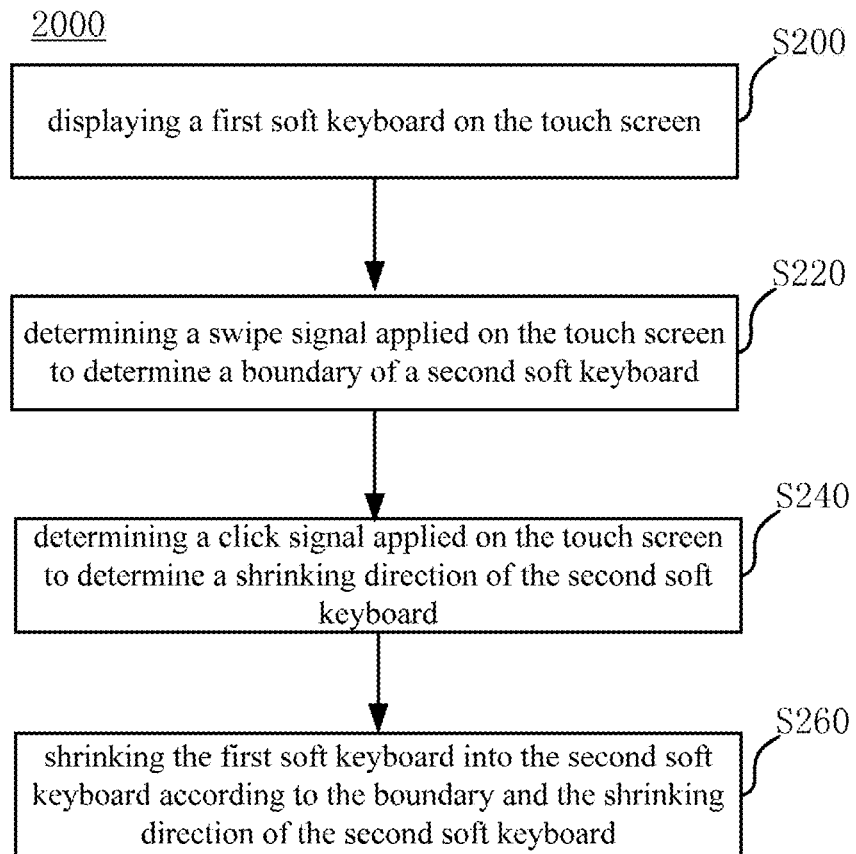 2000
S200
displaying a first soft keyboard on the touch screen
S220
determining a swipe signal applied on the touch screen
to determine a boundary of a second soft keyboard
S240
determining a click signal applied on the touch screen
to determine a shrinking direction of the second soft
keyboard
S260
shrinking the first soft keyboard into the second soft
keyboard according to the boundary and the shrinking
direction of the second soft keyboard